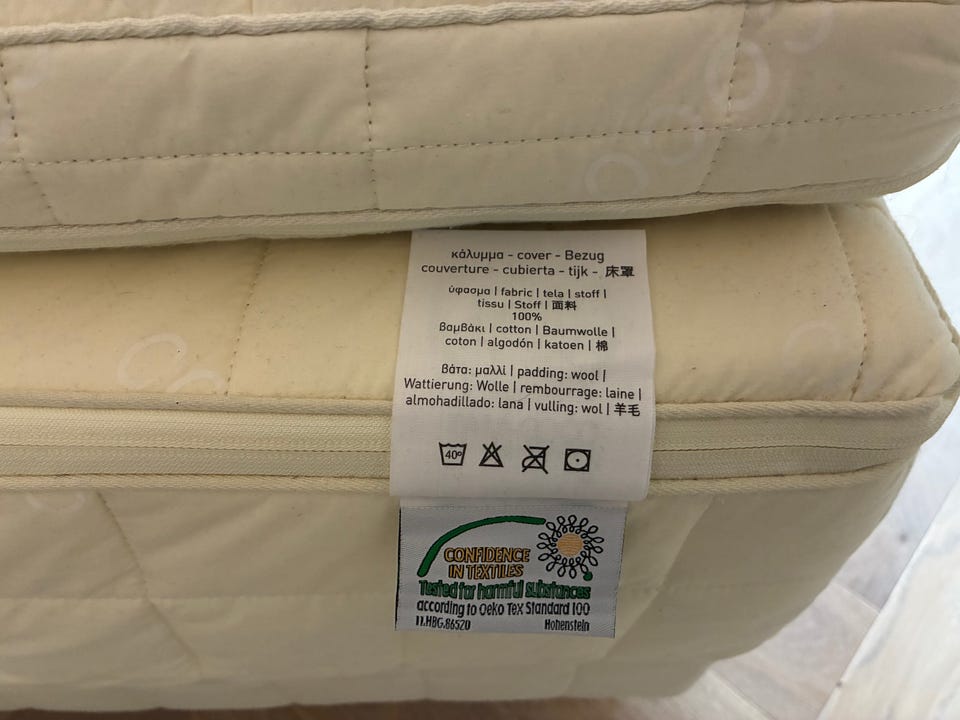 κάλυμμα - cover - Bezug
couverture - cubierta - tijk - 床罩
ύφασμα | fabric | tela | stoff |
tissu | Stoff | 面料
100%
βαμβάκι | cotton | Baumwolle |
coton | algodón | katoen | 棉
βάτα: μαλλί | padding: wool |
Wattierung: Wolle | rembourrage: laine |
almohadillado: lana | vulling: wol | 羊毛
40°
CONFIDENCE
IN TEXTILES
Tested for harmful substances
according to Oeko Tex Standard 100
11.HBG.86520 Hohenstein